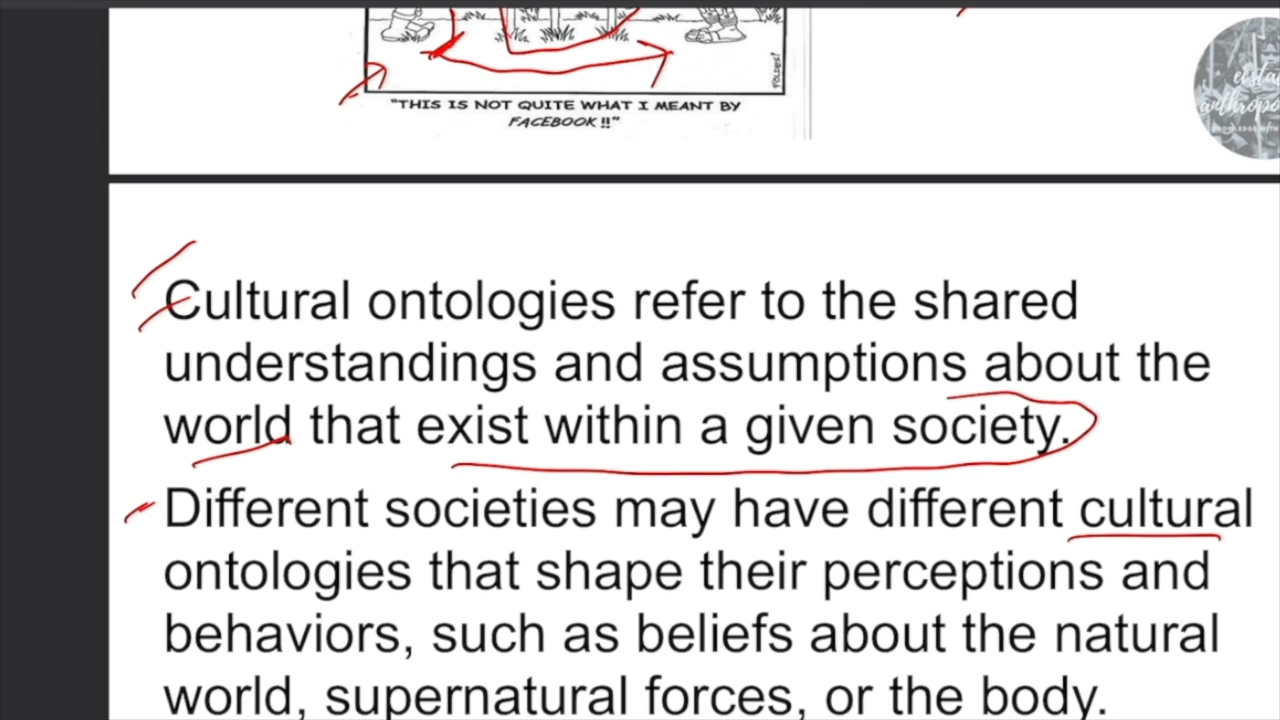 FOLDES!
"THIS IS NOT QUITE WHAT I MEANT BY
FACEBOOK !!"
Cultural ontologies refer to the shared
understandings and assumptions about the
world that exist within a given society.
Different societies may have different cultural
ontologies that shape their perceptions and
behaviors, such as beliefs about the natural
world, supernatural forces, or the body.